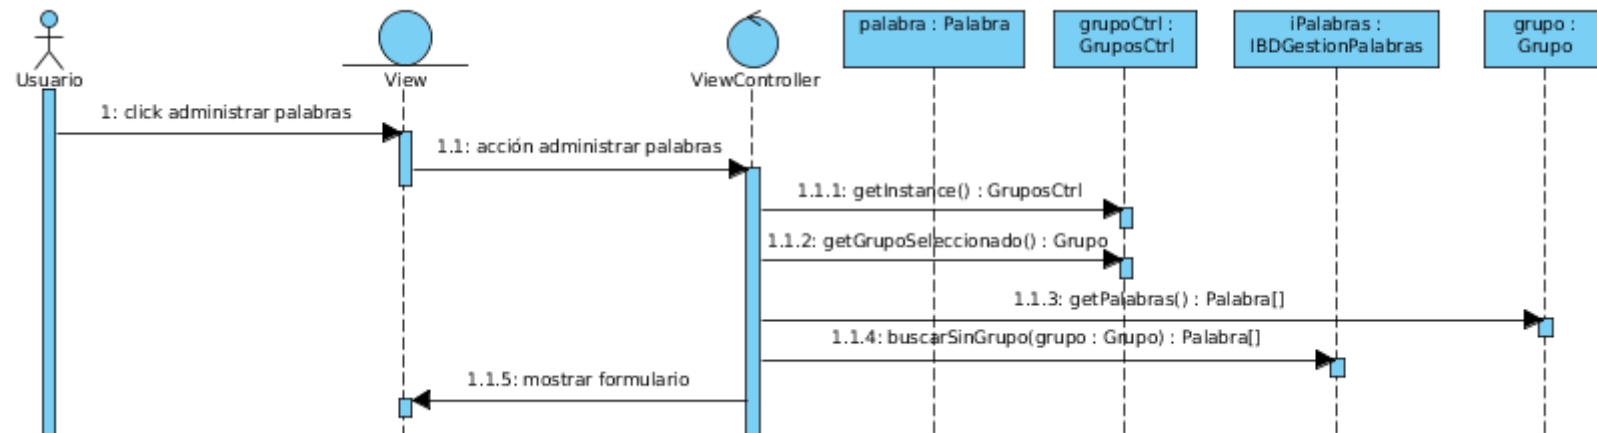 palabra : Palabra
grupoCtrl :
GruposCtrl
iPalabras :
IBDGestionPalabras
grupo :
Grupo
Usuario
View
ViewController
1: click administrar palabras
1.1: acción administrar palabras
1.1.1: getInstance() : GruposCtrl
1.1.2: getGrupoSeleccionado() : Grupo
1.1.3: getPalabras() : Palabra[]
1.1.4: buscarSinGrupo(grupo : Grupo) : Palabra[]
1.1.5: mostrar formulario